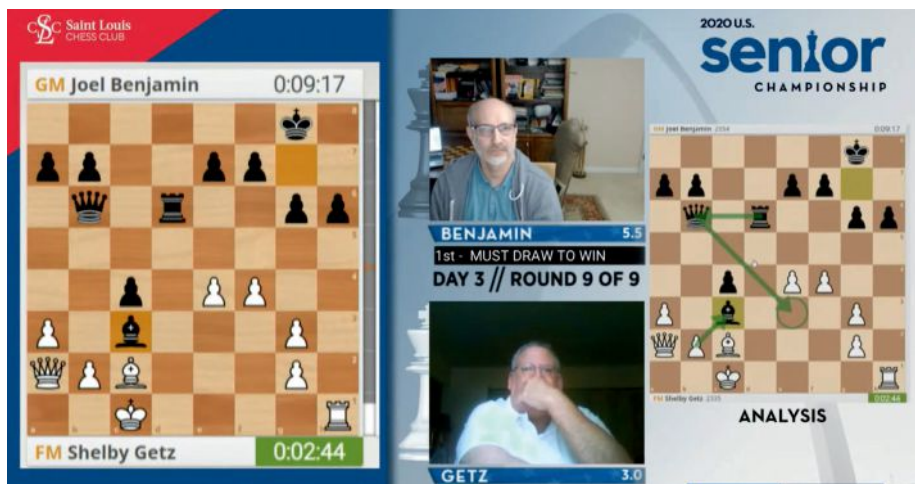 Saint Louis
CHESS CLUB
GM Joel Benjamin 0:09:17
FM Shelby Getz 0:02:44
BENJAMIN 5.5
1st - MUST DRAW TO WIN
DAY 3 // ROUND 9 OF 9
GETZ 3.0
2020 U.S.
senior
CHAMPIONSHIP
GM Joel Benjamin 2554 0:09:17
FM Shelby Getz 2335 0:02:44
ANALYSIS